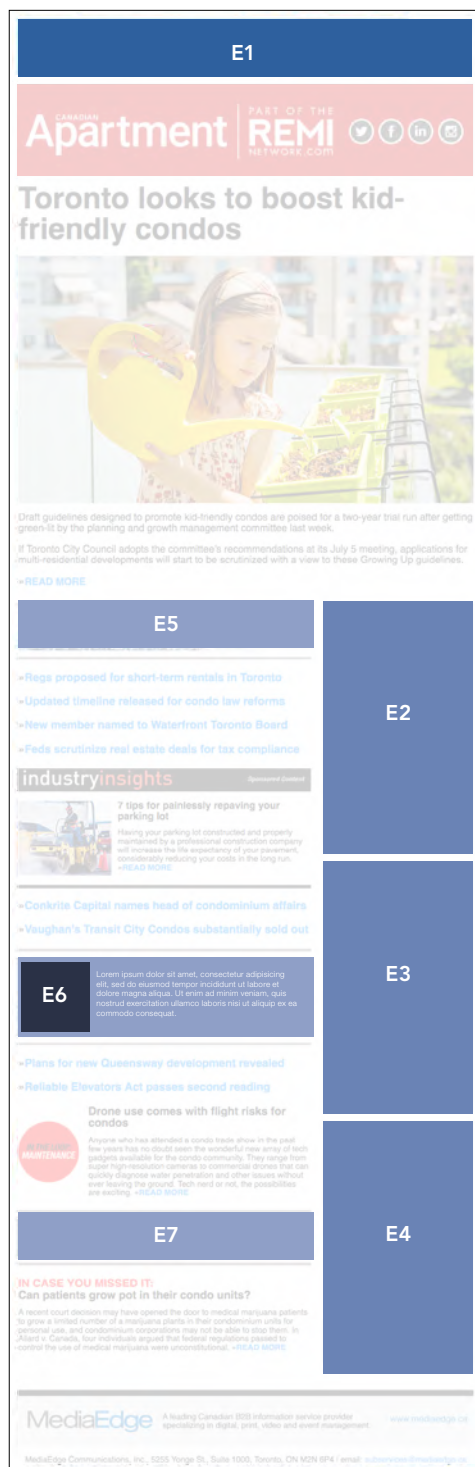 E1
CANADIAN
Apartment
PART OF THE
REMI
NETWORK.COM
Toronto looks to boost kid-
friendly condos
Draft guidelines designed to promote kid-friendly condos are poised for a two-year trial run after getting
green-lit by the planning and growth management committee last week.
If Toronto City Council adopts the committee's recommendations at its July 5 meeting, applications for
multi-residential developments will start to be scrutinized with a view to these Growing Up guidelines.
»READ MORE
E5
»Regs proposed for short-term rentals in Toronto
»Updated timeline released for condo law reforms
»New member named to Waterfront Toronto Board
»Feds scrutinize real estate deals for tax compliance
E2
industryinsights Sponsored Content
7 tips for painlessly repaving your
parking lot
Having your parking lot constructed and properly
maintained by a professional construction company
will increase the life expectancy of your pavement,
considerably reducing your costs in the long run.
»READ MORE
»Conkrite Capital names head of condominium affairs
»Vaughan's Transit City Condos substantially sold out
E3
E6
Lorem ipsum dolor sit amet, consectetur adipisicing
elit, sed do eiusmod tempor incididunt ut labore et
dolore magna aliqua. Ut enim ad minim veniam, quis
nostrud exercitation ullamco laboris nisi ut aliquip ex ea
commodo consequat.
»Plans for new Queensway development revealed
»Reliable Elevators Act passes second reading
Drone use comes with flight risks for
condos
MAINTENANCE
Anyone who has attended a condo trade show in the past
few years has no doubt seen the wonderful new array of tech
gadgets available for the condo community. They range from
super high-resolution cameras to commercial drones that can
quickly diagnose water penetration and other issues without
ever leaving the ground. Tech nerd or not, the possibilities
are exciting. »READ MORE
E7
E4
IN CASE YOU MISSED IT:
Can patients grow pot in their condo units?
A recent court decision may have opened the door to medical marijuana patients
to grow a limited number of a marijuana plants in their condominium units for
personal use, and condominium corporations may not be able to stop them. In
Allard v. Canada, four individuals argued that federal regulations passed to
control the use of medical marijuana were unconstitutional. »READ MORE
MediaEdge
A leading Canadian B2B information service provider
specializing in digital, print, video and event management
www.mediaedge.ca
MediaEdge Communications, Inc., 5255 Yonge St., Suite 1000, Toronto, ON M2N 6P4 | email: